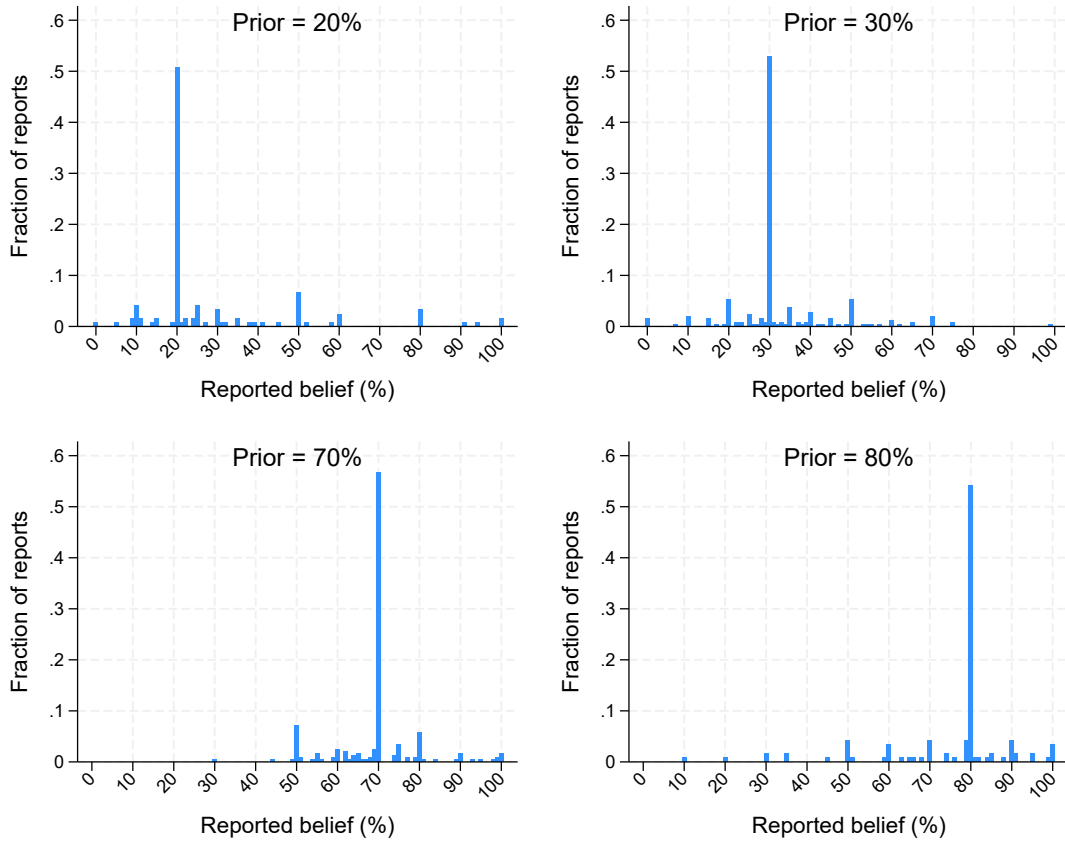 Prior = 20%
Fraction of reports
.6
.5
.4
.3
.2
.1
0
0 10 20 30 40 50 60 70 80 90 100
Reported belief (%)
Prior = 30%
Fraction of reports
.6
.5
.4
.3
.2
.1
0
0 10 20 30 40 50 60 70 80 90 100
Reported belief (%)
Prior = 70%
Fraction of reports
.6
.5
.4
.3
.2
.1
0
0 10 20 30 40 50 60 70 80 90 100
Reported belief (%)
Prior = 80%
Fraction of reports
.6
.5
.4
.3
.2
.1
0
0 10 20 30 40 50 60 70 80 90 100
Reported belief (%)